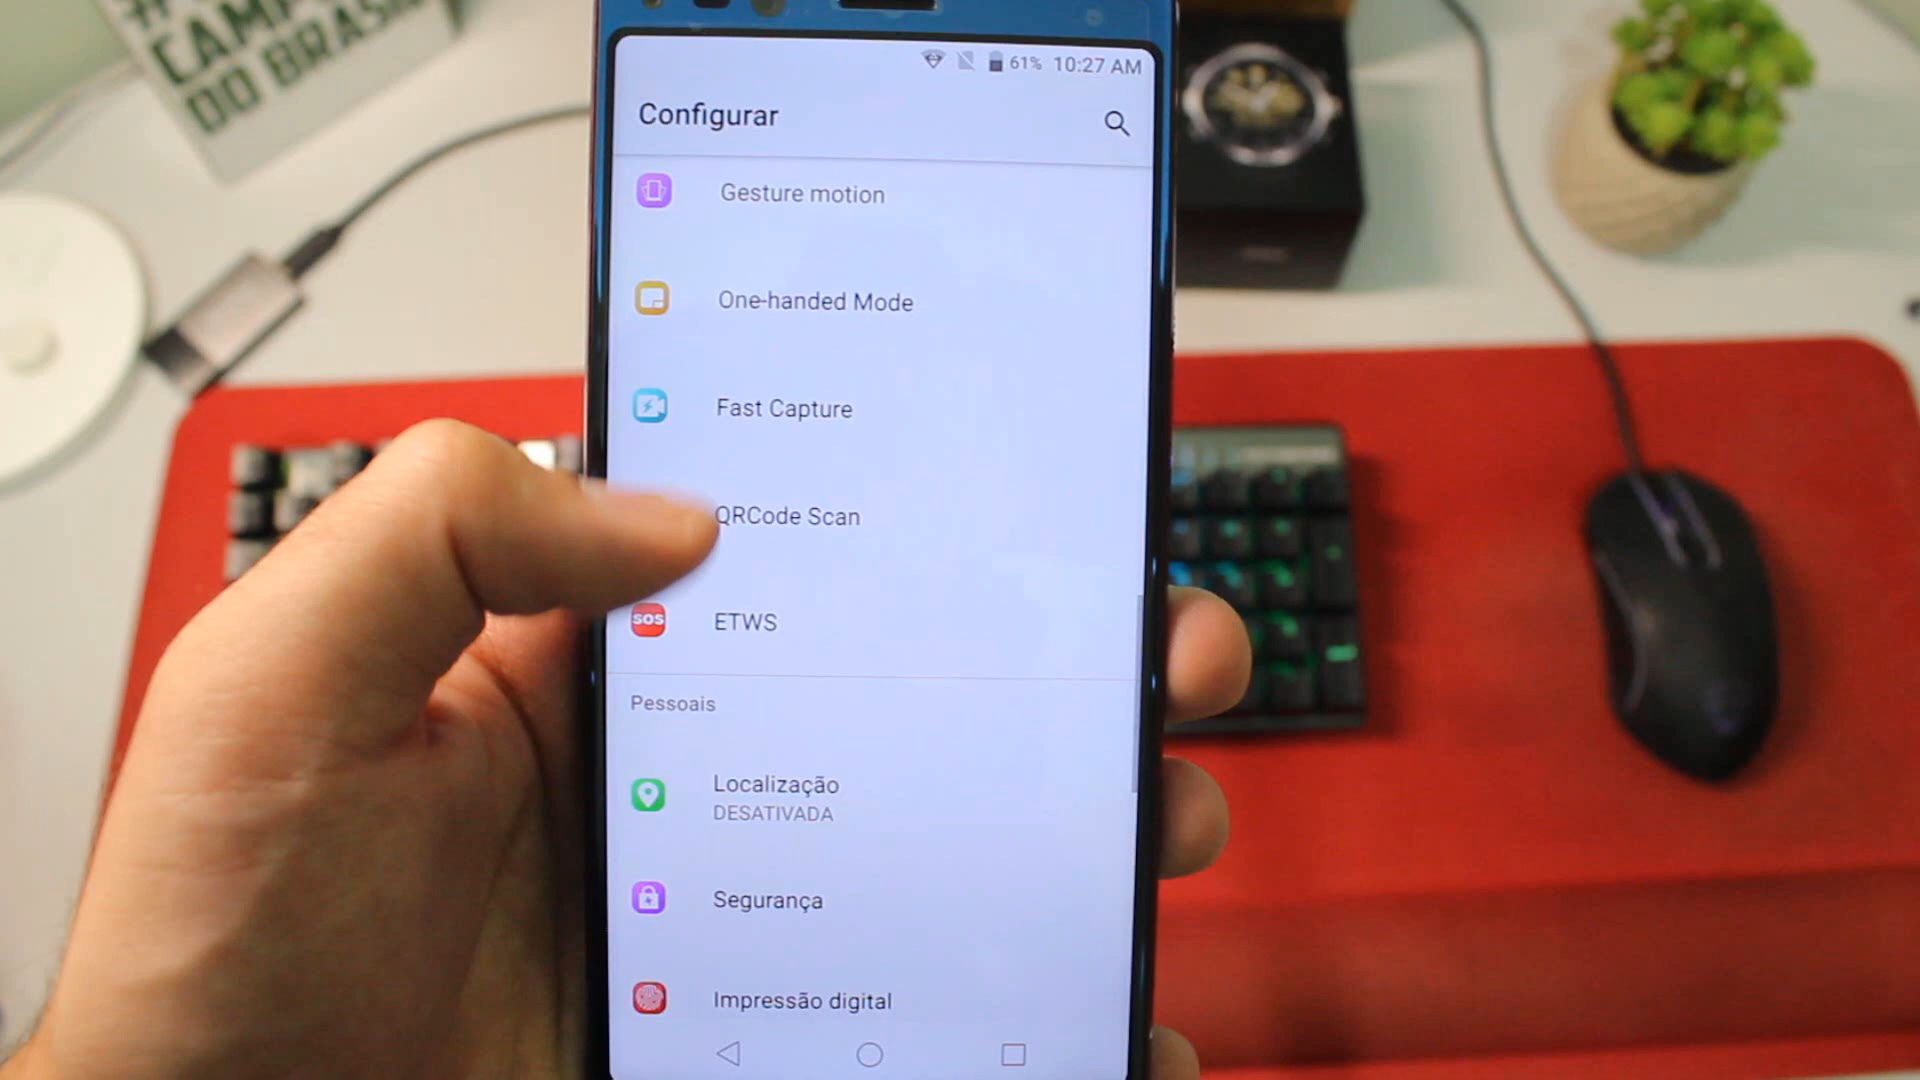 CAMP
DO BRASIL
61% 10:27 AM
Configurar
Gesture motion
One-handed Mode
Fast Capture
QRCode Scan
SOS ETWS
Pessoais
Localização
DESATIVADA
Segurança
Impressão digital